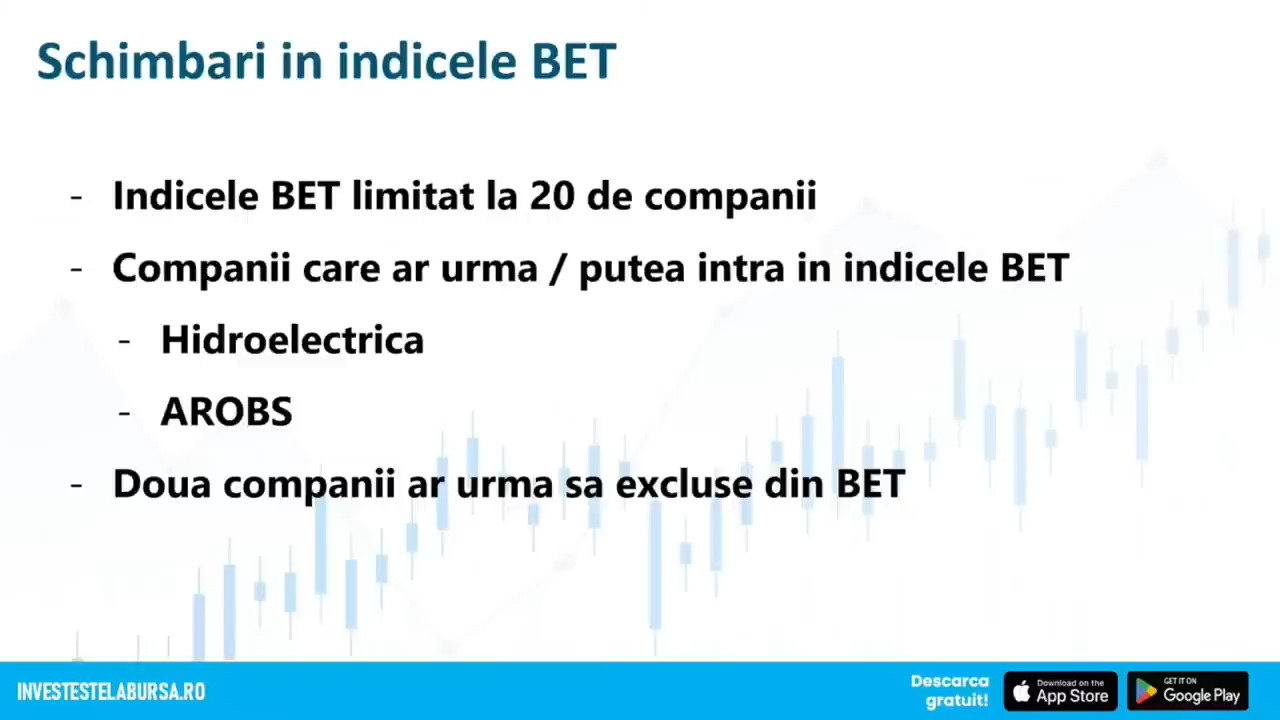 Schimbari in indicele BET
- Indicele BET limitat la 20 de companii
- Companii care ar urma / putea intra in indicele BET
- Hidroelectrica
- AROBS
- Doua companii ar urma sa excluse din BET
INVESTESTELABURSA.RO
Descarca
gratuit!
Download on the
App Store
GET IT ON
Google Play